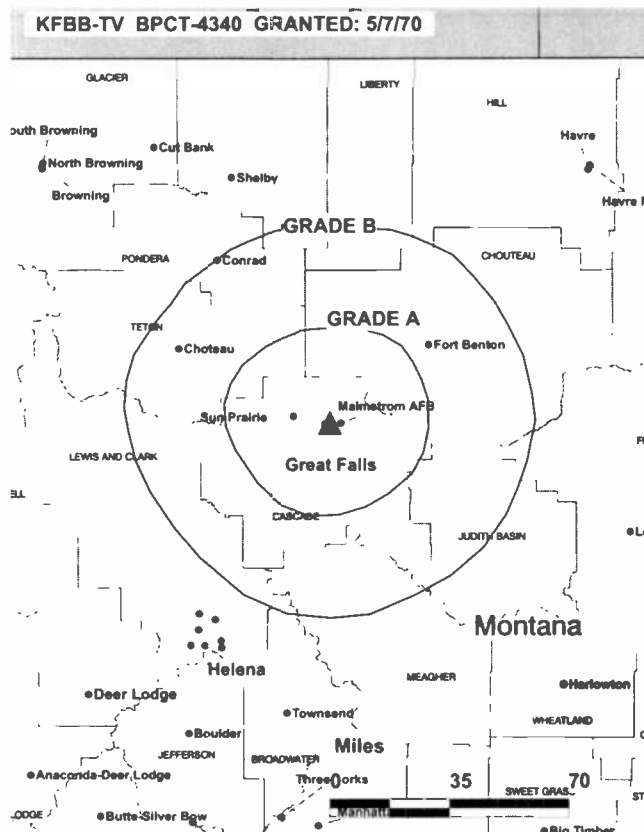 KFBB-TV BPCT-4340 GRANTED: 5/7/70
GLACIER
LIBERTY
HILL
outh Browning
Cut Bank
Havre
North Browning
Shelby
Browning
Havre
GRADE B
PONDERA
Conrad
CHOUTEAU
GRADE A
TETON
Choteau
Fort Benton
Sun Prairie
Malmstrom AFB
LEWIS AND CLARK
Great Falls
CASCADE
JUDITH BASIN
Montana
Helena
MEAGHER
Deer Lodge
Harlowton
Townsend
WHEATLAND
Boulder
JEFFERSON
BROADWATER
Miles
Anaconda-Deer Lodge
Three Forks
0 35 70
SWEET GRASS
Manhatt
Butte-Silver Bow
Big Timber